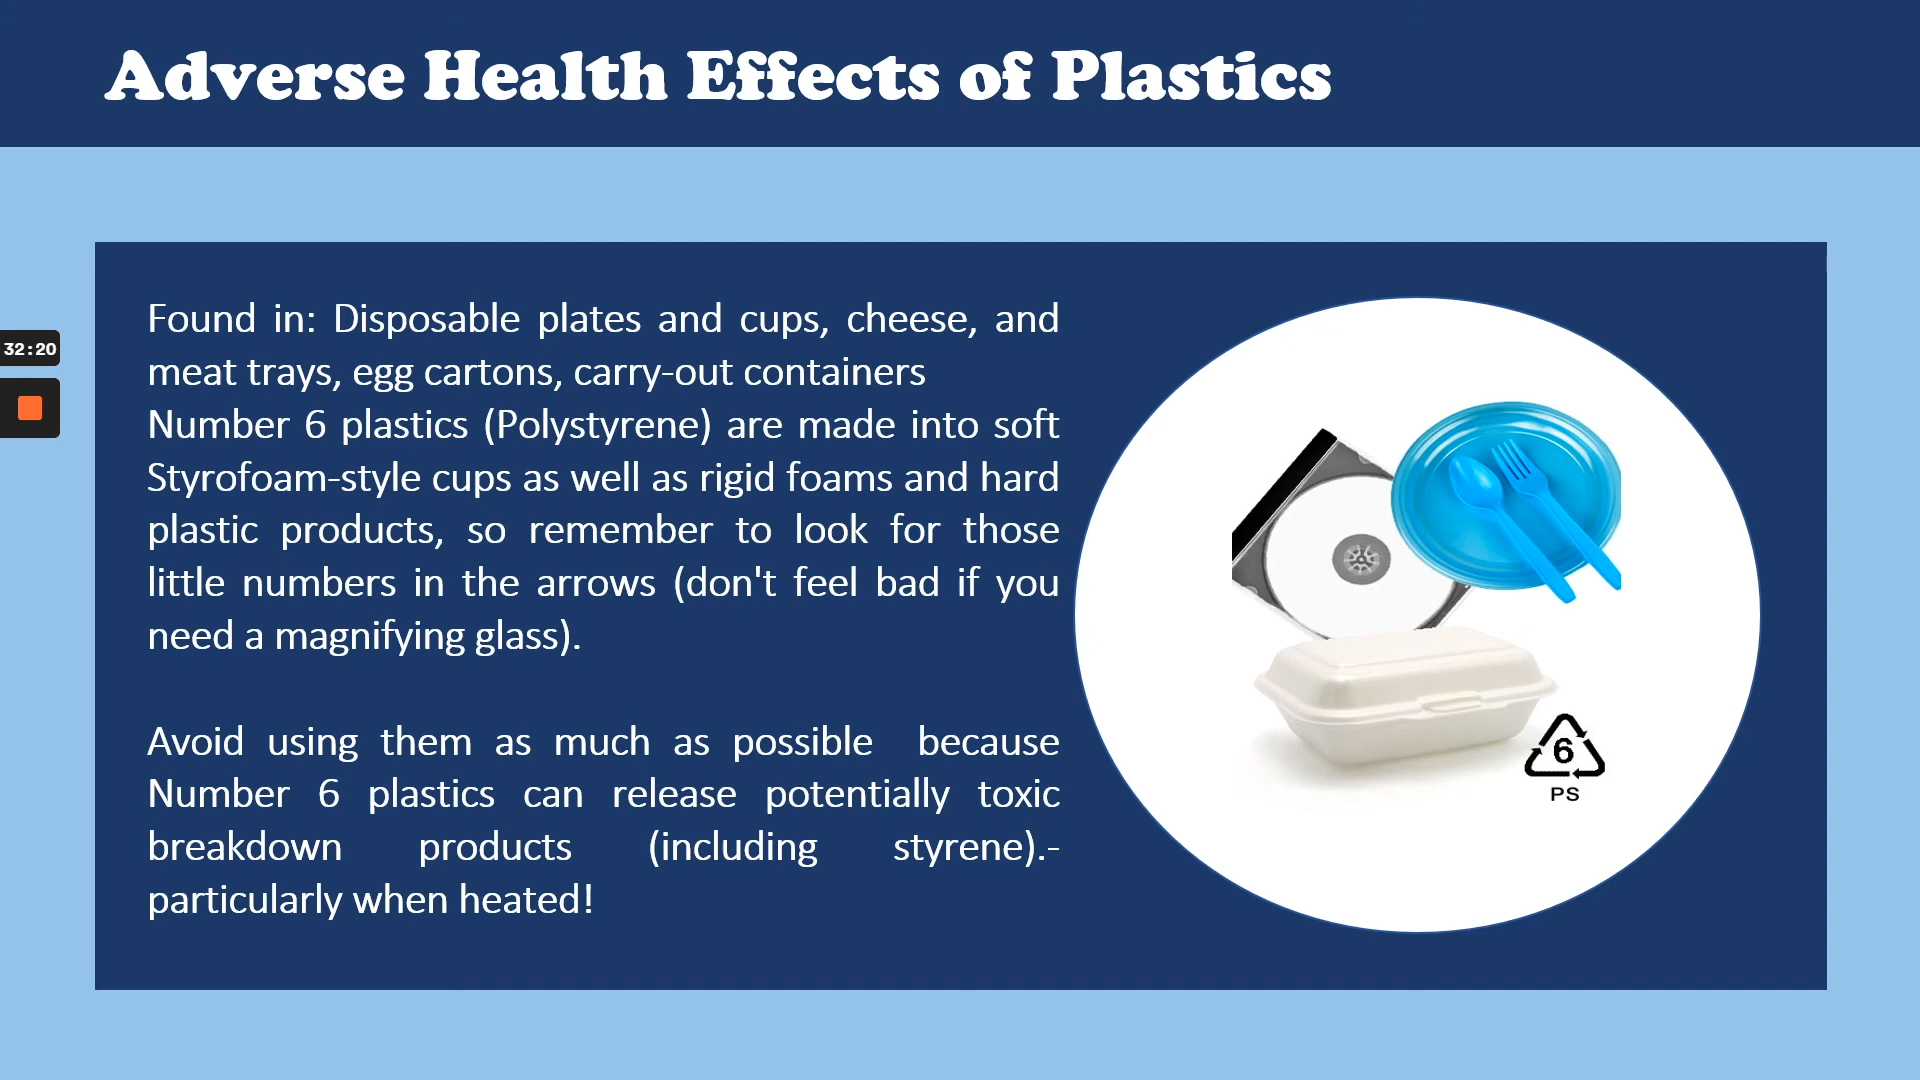 Adverse Health Effects of Plastics
Found in: Disposable plates and cups, cheese, and
meat trays, egg cartons, carry-out containers
Number 6 plastics (Polystyrene) are made into soft
Styrofoam-style cups as well as rigid foams and hard
plastic products, so remember to look for those
little numbers in the arrows (don't feel bad if you
need a magnifying glass).
Avoid using them as much as possible because
Number 6 plastics can release potentially toxic
breakdown products (including styrene).-
particularly when heated!
32:20
6
PS